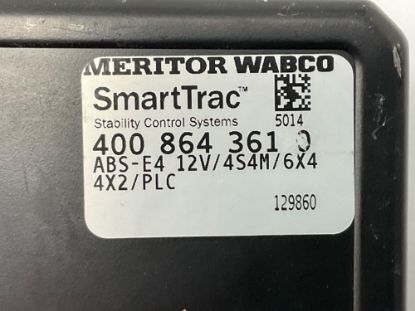 MERITOR WABCO
SmartTrac™
Stability Control Systems
5014
400 864 361 0
ABS-E4 12V/4S4M/6X4
4X2/PLC
129860